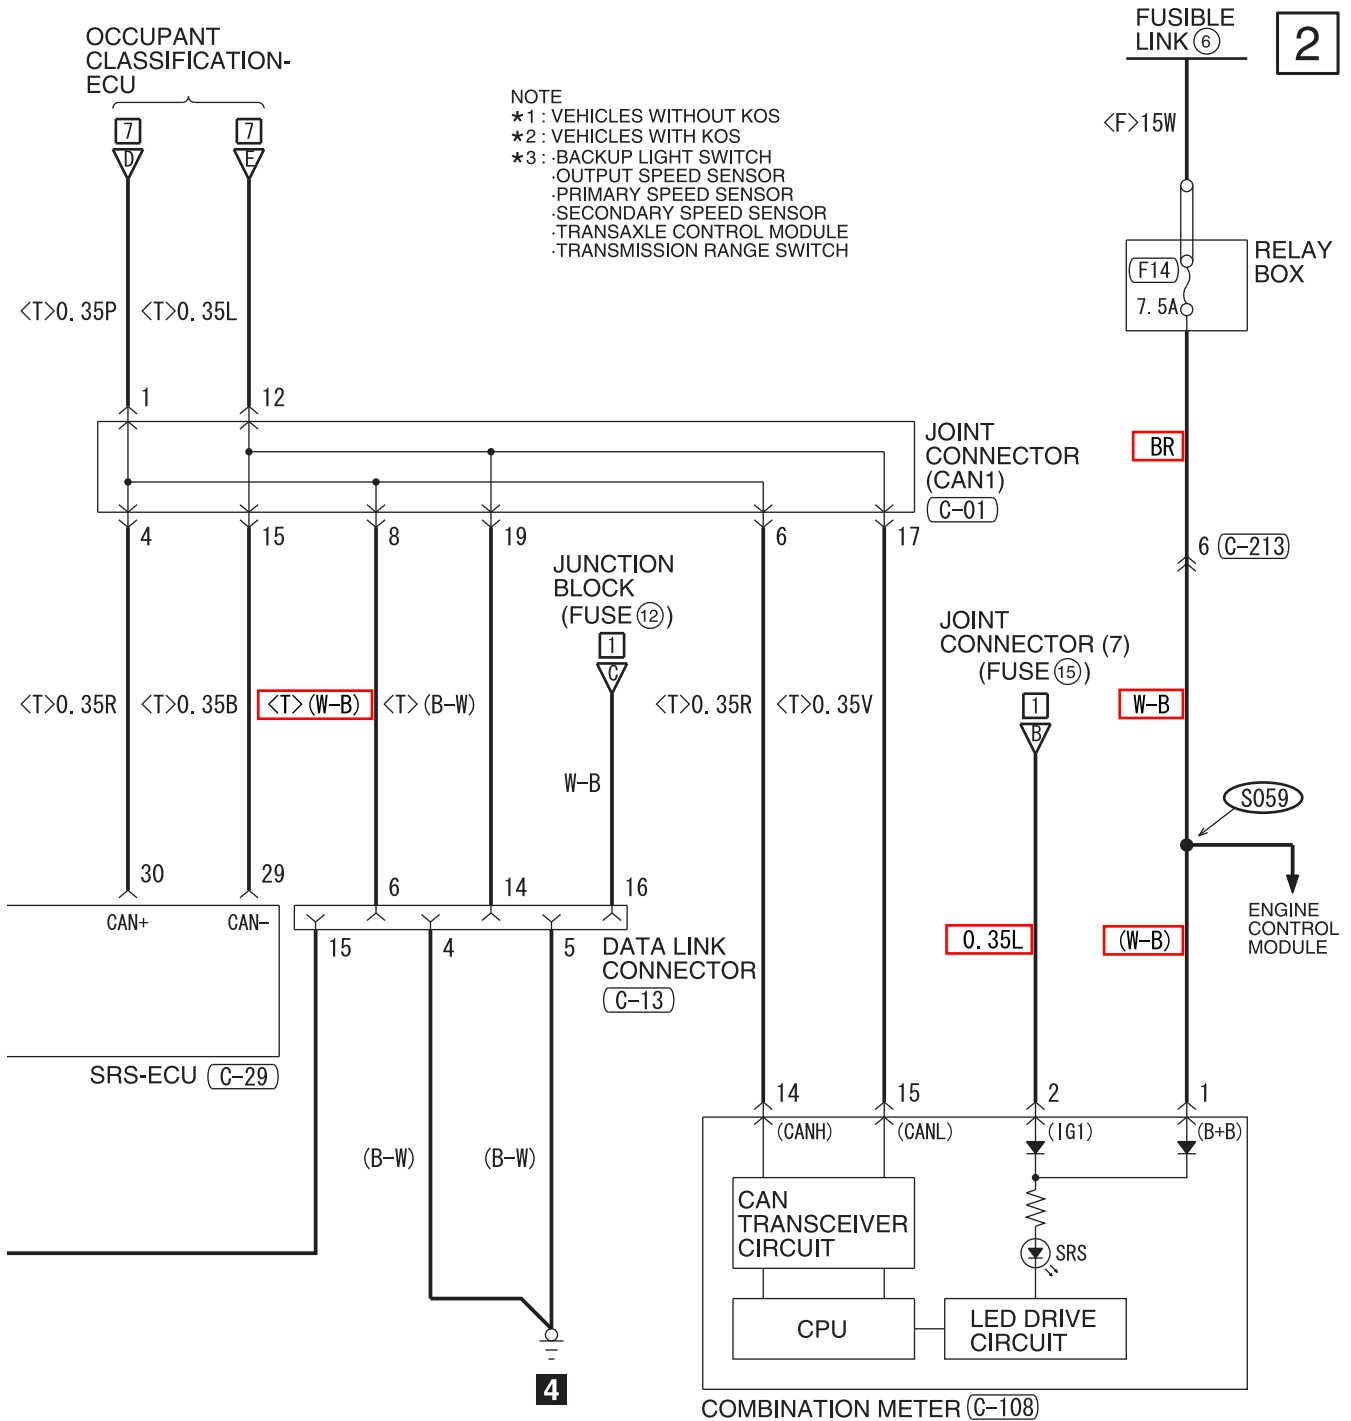 OCCUPANT
CLASSIFICATION-
ECU
7
7
D
E
NOTE
*1 : VEHICLES WITHOUT KOS
*2 : VEHICLES WITH KOS
*3 : ·BACKUP LIGHT SWITCH
·OUTPUT SPEED SENSOR
·PRIMARY SPEED SENSOR
·SECONDARY SPEED SENSOR
·TRANSAXLE CONTROL MODULE
·TRANSMISSION RANGE SWITCH
FUSIBLE
LINK 6
2
<F>15W
F14
7.5A
RELAY
BOX
<T>0.35P
<T>0.35L
1
12
JOINT
CONNECTOR
(CAN1)
C-01
BR
4
15
8
19
6
17
6 C-213
JUNCTION
BLOCK
(FUSE 12)
1
C
JOINT
CONNECTOR (7)
(FUSE 15)
1
B
<T>0.35R
<T>0.35B
<T>(W-B)
<T>(B-W)
<T>0.35R
<T>0.35V
W-B
W-B
S059
30
29
6
14
16
CAN+
CAN-
15
4
5
DATA LINK
CONNECTOR
C-13
0.35L
(W-B)
ENGINE
CONTROL
MODULE
SRS-ECU C-29
14
15
2
1
(CANH)
(CANL)
(IG1)
(B+B)
(B-W)
(B-W)
CAN
TRANSCEIVER
CIRCUIT
SRS
CPU
LED DRIVE
CIRCUIT
4
COMBINATION METER C-108